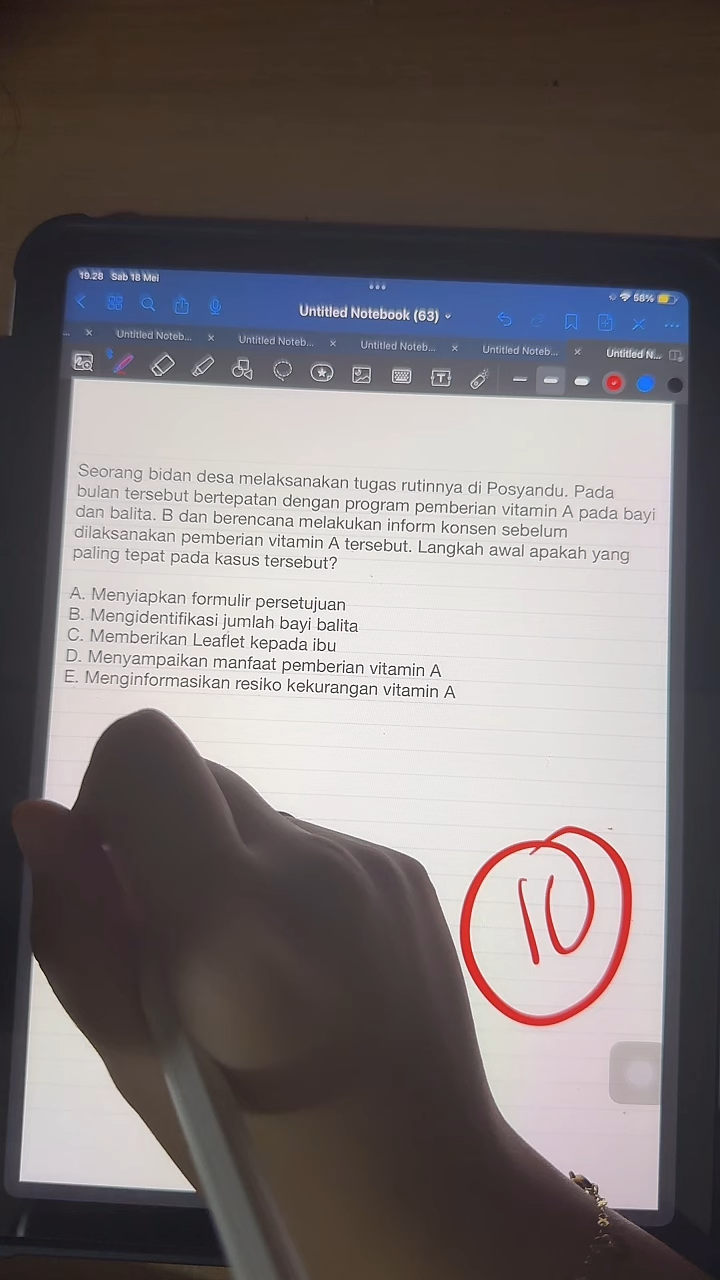 19.28 Sab 18 Mei
58%
Untitled Notebook (63)
Untitled Noteb...
Untitled Noteb...
Untitled Noteb...
Untitled Noteb...
Untitled N...
Seorang bidan desa melaksanakan tugas rutinnya di Posyandu. Pada
bulan tersebut bertepatan dengan program pemberian vitamin A pada bayi
dan balita. B dan berencana melakukan inform konsen sebelum
dilaksanakan pemberian vitamin A tersebut. Langkah awal apakah yang
paling tepat pada kasus tersebut?
A. Menyiapkan formulir persetujuan
B. Mengidentifikasi jumlah bayi balita
C. Memberikan Leaflet kepada ibu
D. Menyampaikan manfaat pemberian vitamin A
E. Menginformasikan resiko kekurangan vitamin A
10